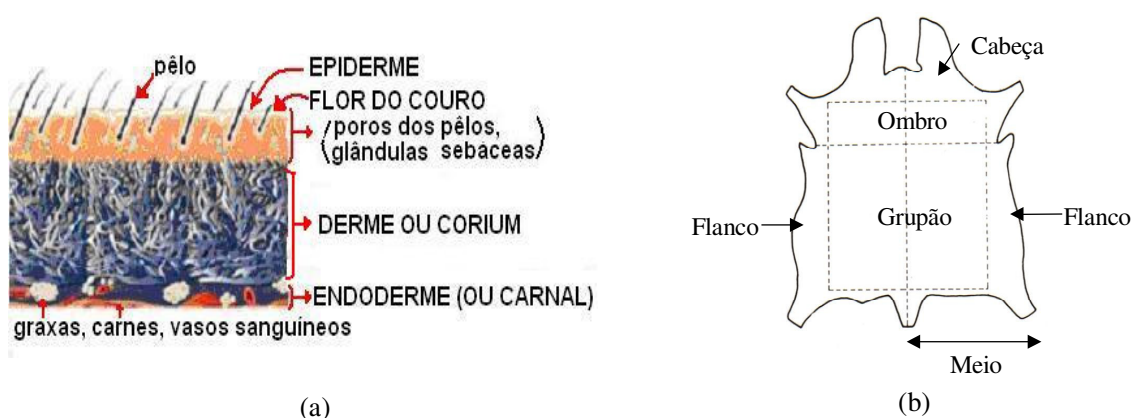 pêlo
EPIDERME
FLOR DO COURO
(poros dos pêlos,
glândulas sebáceas)
DERME OU CORIUM
ENDODERME (OU CARNAL)
graxas, carnes, vasos sanguíneos
(a)
Cabeça
Ombro
Grupão
Flanco
Flanco
Meio
(b)